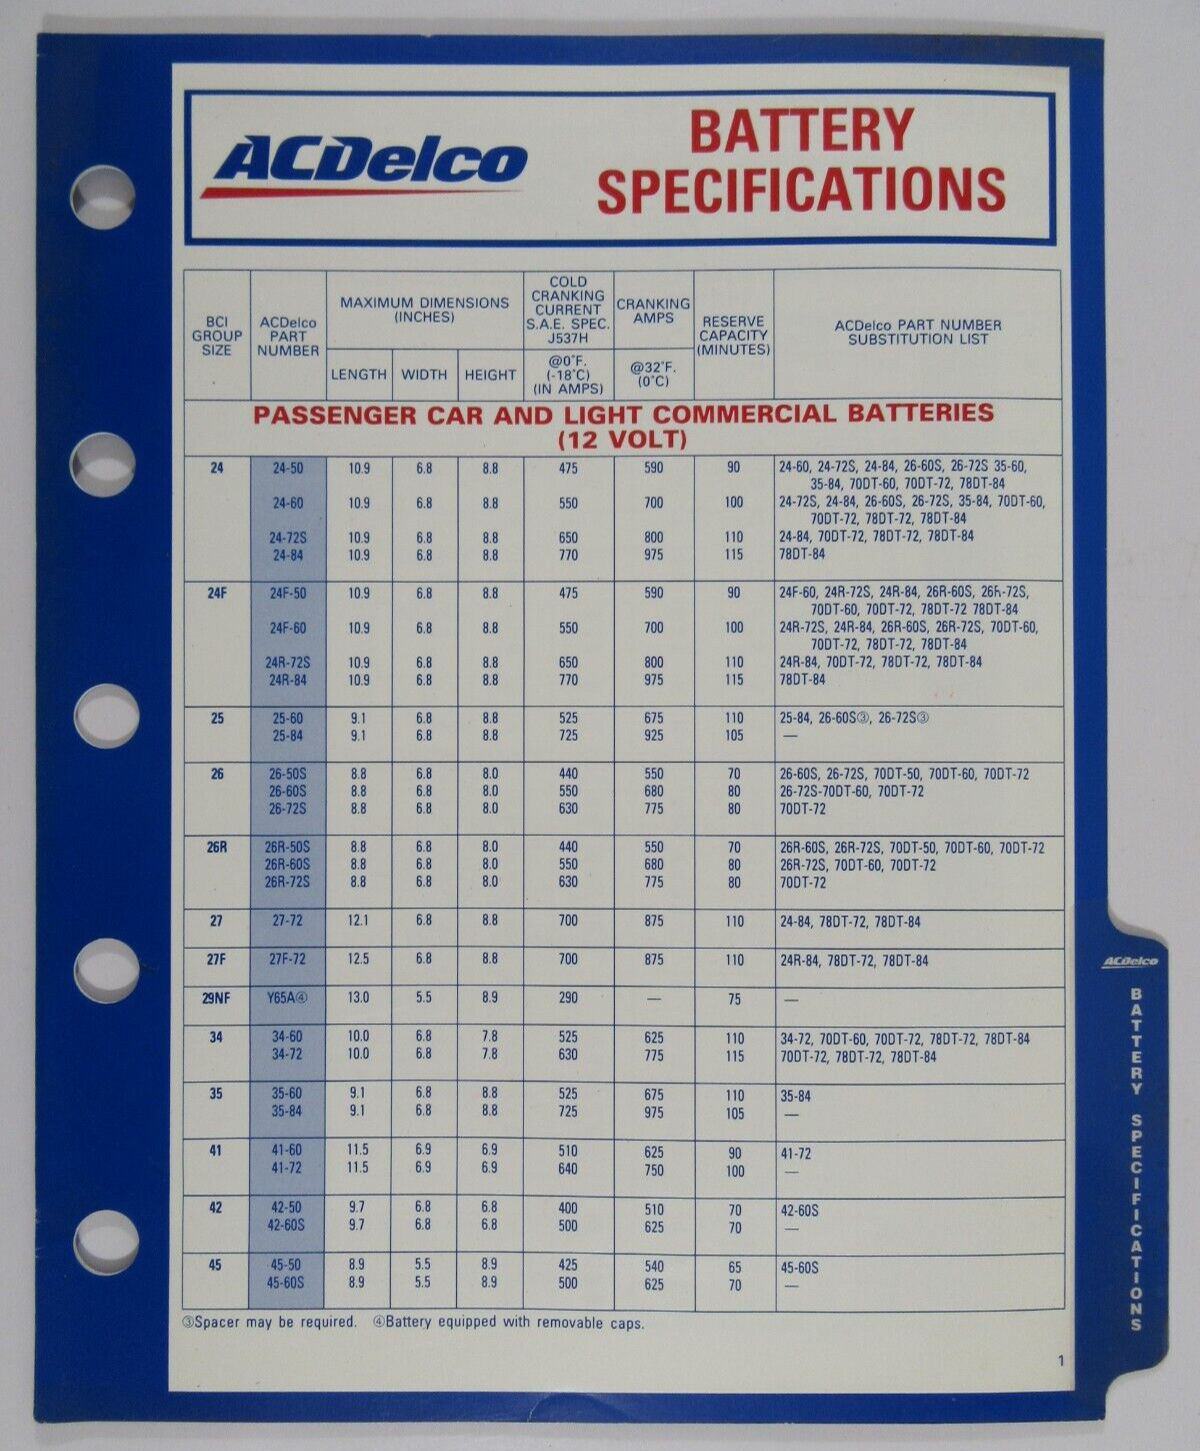 ACDelco
BATTERY
SPECIFICATIONS
BCI GROUP SIZE | ACDelco PART NUMBER | MAXIMUM DIMENSIONS (INCHES) | COLD CRANKING CURRENT S.A.E. SPEC. J537H | CRANKING AMPS | RESERVE CAPACITY (MINUTES) | ACDelco PART NUMBER SUBSTITUTION LIST
LENGTH | WIDTH | HEIGHT | @0°F. (-18°C) (IN AMPS) | @32°F. (0°C)
PASSENGER CAR AND LIGHT COMMERCIAL BATTERIES
(12 VOLT)
24 24-50 10.9 6.8 8.8 475 590 90 24-60, 24-72S, 24-84, 26-60S, 26-72S 35-60,
35-84, 70DT-60, 70DT-72, 78DT-84
24-60 10.9 6.8 8.8 550 700 100 24-72S, 24-84, 26-60S, 26-72S, 35-84, 70DT-60,
70DT-72, 78DT-72, 78DT-84
24-72S 10.9 6.8 8.8 650 800 110 24-84, 70DT-72, 78DT-72, 78DT-84
24-84 10.9 6.8 8.8 770 975 115 78DT-84
24F 24F-50 10.9 6.8 8.8 475 590 90 24F-60, 24R-72S, 24R-84, 26R-60S, 26R-72S,
70DT-60, 70DT-72, 78DT-72 78DT-84
24F-60 10.9 6.8 8.8 550 700 100 24R-72S, 24R-84, 26R-60S, 26R-72S, 70DT-60,
70DT-72, 78DT-72, 78DT-84
24R-72S 10.9 6.8 8.8 650 800 110 24R-84, 70DT-72, 78DT-72, 78DT-84
24R-84 10.9 6.8 8.8 770 975 115 78DT-84
25 25-60 9.1 6.8 8.8 525 675 110 25-84, 26-60S③, 26-72S③
25-84 9.1 6.8 8.8 725 925 105 —
26 26-50S 8.8 6.8 8.0 440 550 70 26-60S, 26-72S, 70DT-50, 70DT-60, 70DT-72
26-60S 8.8 6.8 8.0 550 680 80 26-72S-70DT-60, 70DT-72
26-72S 8.8 6.8 8.0 630 775 80 70DT-72
26R 26R-50S 8.8 6.8 8.0 440 550 70 26R-60S, 26R-72S, 70DT-50, 70DT-60, 70DT-72
26R-60S 8.8 6.8 8.0 550 680 80 26R-72S, 70DT-60, 70DT-72
26R-72S 8.8 6.8 8.0 630 775 80 70DT-72
27 27-72 12.1 6.8 8.8 700 875 110 24-84, 78DT-72, 78DT-84
27F 27F-72 12.5 6.8 8.8 700 875 110 24R-84, 78DT-72, 78DT-84
29NF Y65A④ 13.0 5.5 8.9 290 — 75 —
34 34-60 10.0 6.8 7.8 525 625 110 34-72, 70DT-60, 70DT-72, 78DT-72, 78DT-84
34-72 10.0 6.8 7.8 630 775 115 70DT-72, 78DT-72, 78DT-84
35 35-60 9.1 6.8 8.8 525 675 110 35-84
35-84 9.1 6.8 8.8 725 975 105 —
41 41-60 11.5 6.9 6.9 510 625 90 41-72
41-72 11.5 6.9 6.9 640 750 100 —
42 42-50 9.7 6.8 6.8 400 510 70 42-60S
42-60S 9.7 6.8 6.8 500 625 70 —
45 45-50 8.9 5.5 8.9 425 540 65 45-60S
45-60S 8.9 5.5 8.9 500 625 70 —
③Spacer may be required. ④Battery equipped with removable caps.
1
ACDelco
BATTERY SPECIFICATIONS